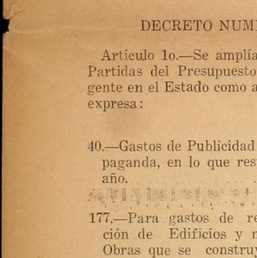 DECRETO NUM
Artículo 1o.—Se amplía
Partidas del Presupuesto
gente en el Estado como a
expresa:
40.—Gastos de Publicidad
paganda, en lo que res
año.
177.—Para gastos de re
ción de Edificios y
Obras que se constru